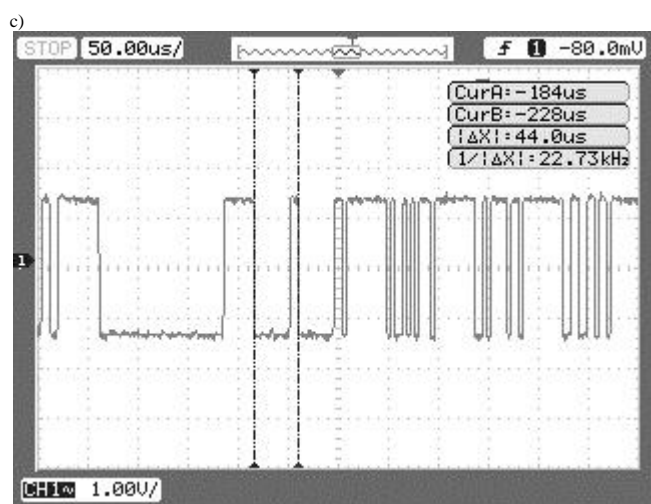 c)
STOP 50.00us/ T f 1 -80.0mV
CurA:-184us
CurB:-228us
|ΔX|:44.0us
1/|ΔX|:22.73kHz
1
CH1~ 1.00V/